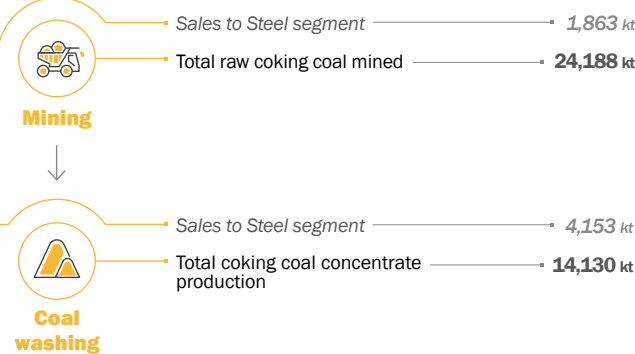 Sales to Steel segment 1,863 kt
Total raw coking coal mined 24,188 kt
Mining
Sales to Steel segment 4,153 kt
Total coking coal concentrate 14,130 kt
production
Coal
washing